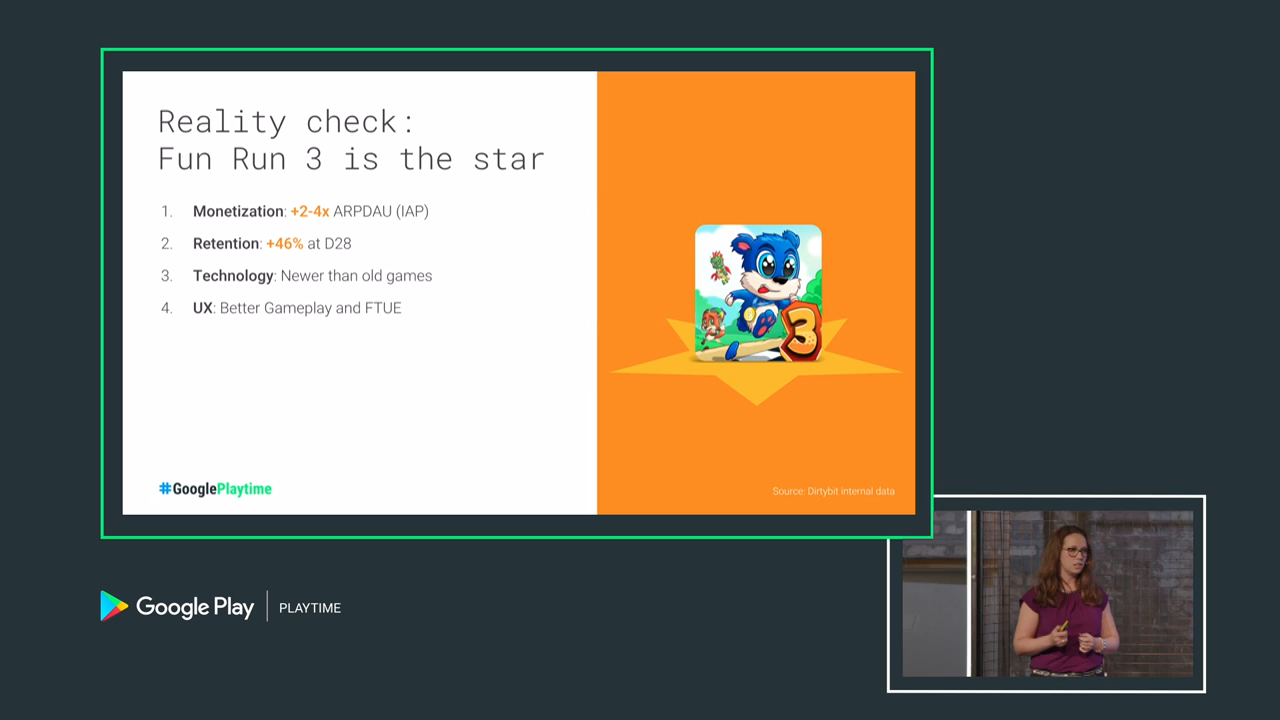 Reality check:
Fun Run 3 is the star
1. Monetization: +2-4x ARPDAU (IAP)
2. Retention: +46% at D28
3. Technology: Newer than old games
4. UX: Better Gameplay and FTUE
3
#GooglePlaytime
Source: Dirtybit internal data
Google Play | PLAYTIME